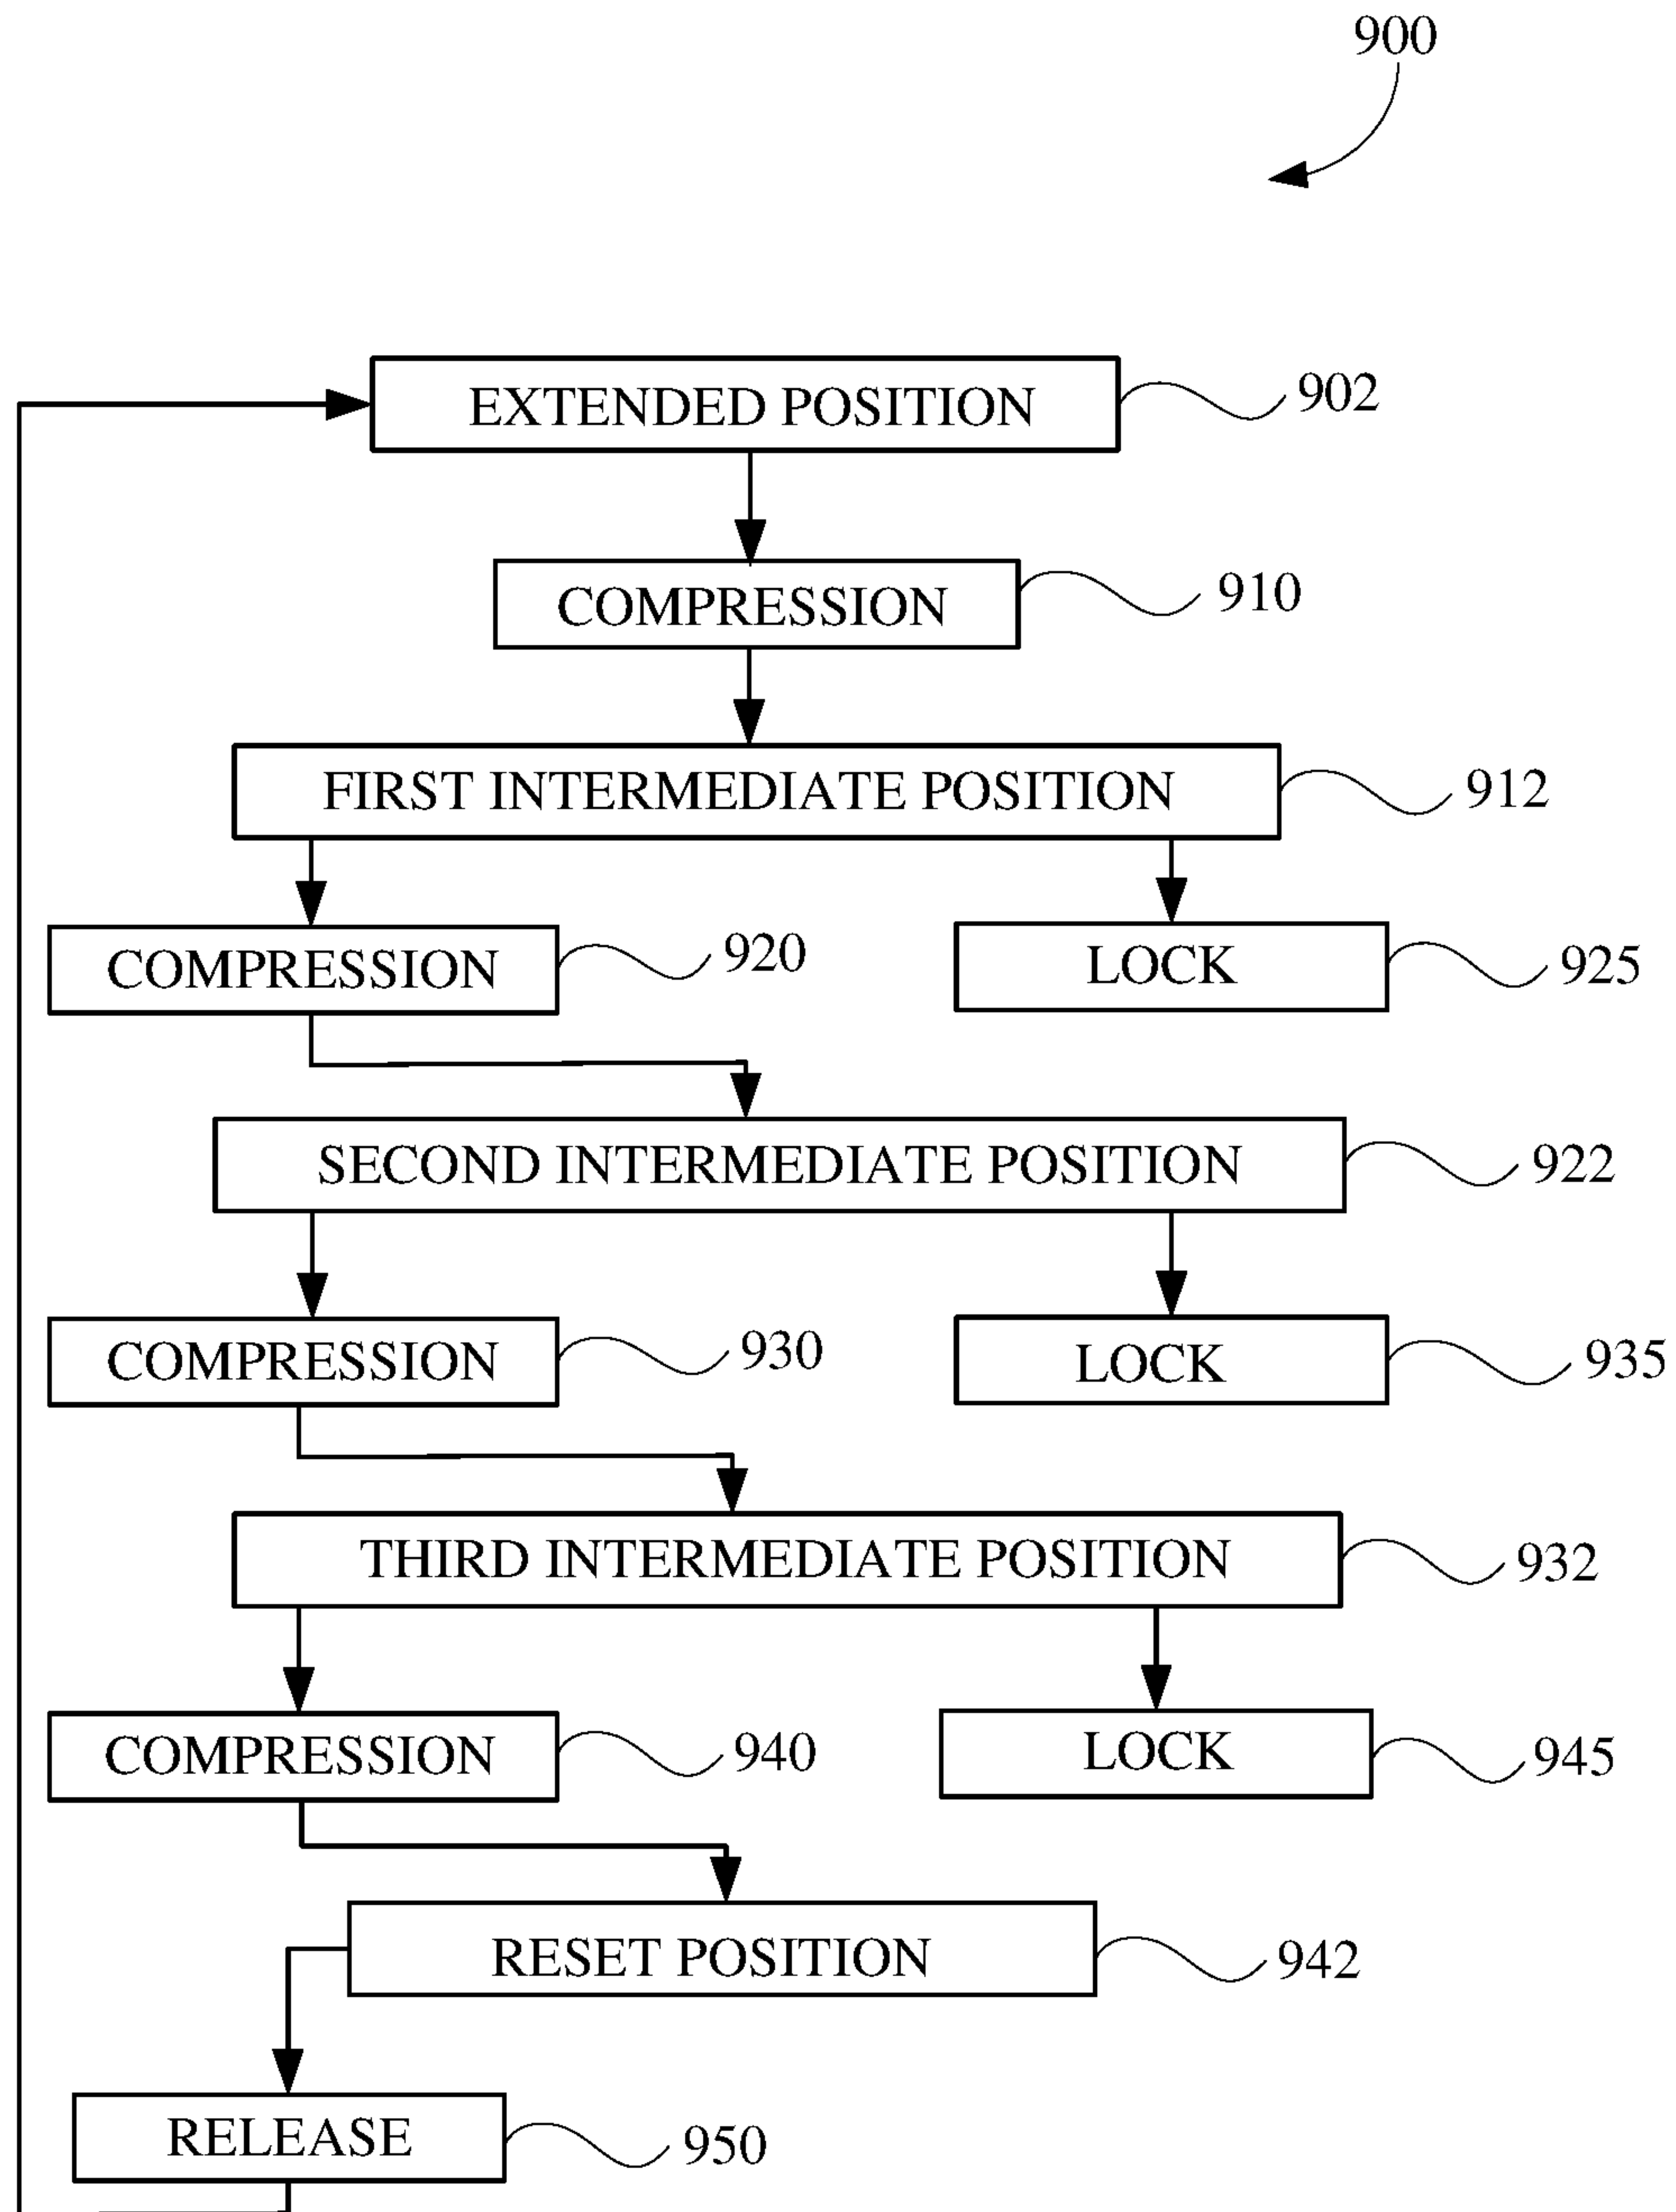 900
EXTENDED POSITION 902
COMPRESSION 910
FIRST INTERMEDIATE POSITION 912
COMPRESSION 920 LOCK 925
SECOND INTERMEDIATE POSITION 922
COMPRESSION 930 LOCK 935
THIRD INTERMEDIATE POSITION 932
COMPRESSION 940 LOCK 945
RESET POSITION 942
RELEASE 950